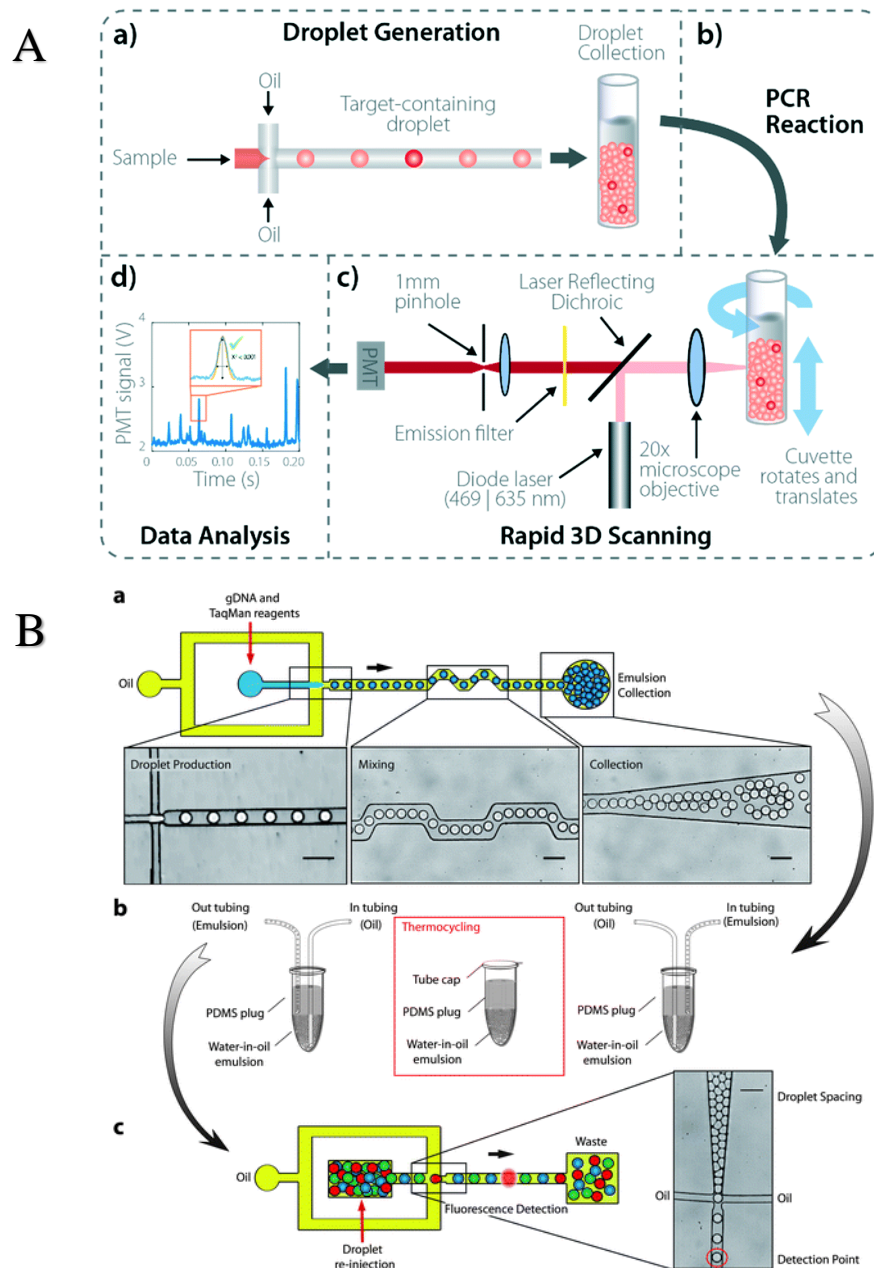 A
a)
Droplet Generation
Droplet
Collection
b)
Oil
Target-containing
droplet
PCR
Reaction
Sample
Oil
d)
4
3
2
PMT signal (V)
0
0.05
0.10
0.15
0.20
Time (s)
Data Analysis
c)
1mm
pinhole
Laser Reflecting
Dichroic
PMT
Emission filter
Diode laser
(469 | 635 nm)
20x
microscope
objective
Cuvette
rotates and
translates
Rapid 3D Scanning
B
a
gDNA and
TaqMan reagents
Oil
Emulsion
Collection
Droplet Production
Mixing
Collection
b
Out tubing
(Emulsion)
In tubing
(Oil)
PDMS plug
Water-in-oil
emulsion
Thermocycling
Tube cap
PDMS plug
Water-in-oil
emulsion
Out tubing
(Oil)
In tubing
(Emulsion)
PDMS plug
Water-in-oil
emulsion
c
Oil
Waste
Fluorescence Detection
Droplet
re-injection
Droplet Spacing
Oil
Oil
Detection Point